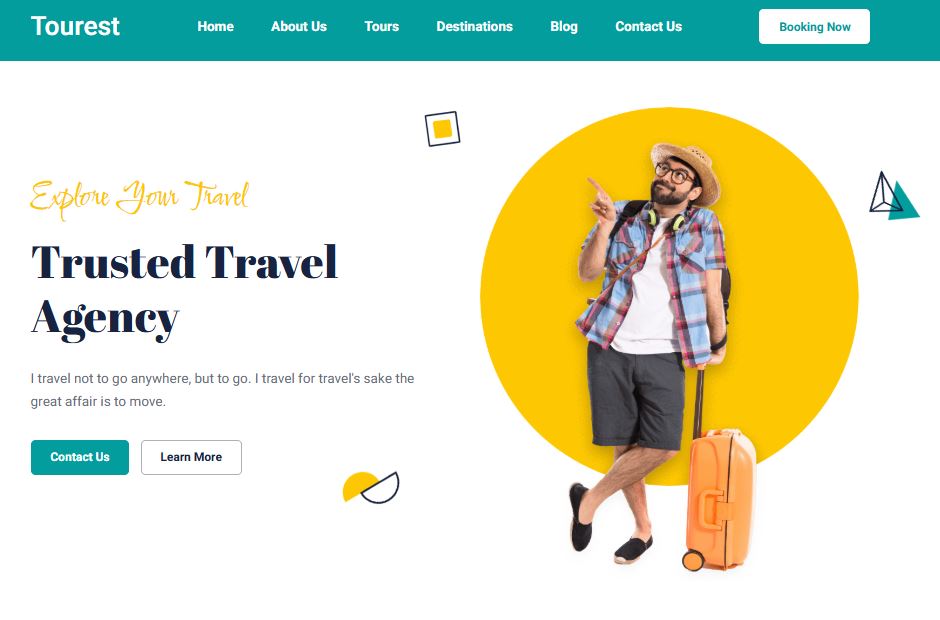 Tourest
Home
About Us
Tours
Destinations
Blog
Contact Us
Booking Now
Explore Your Travel
Trusted Travel
Agency
I travel not to go anywhere, but to go. I travel for travel's sake the
great affair is to move.
Contact Us
Learn More